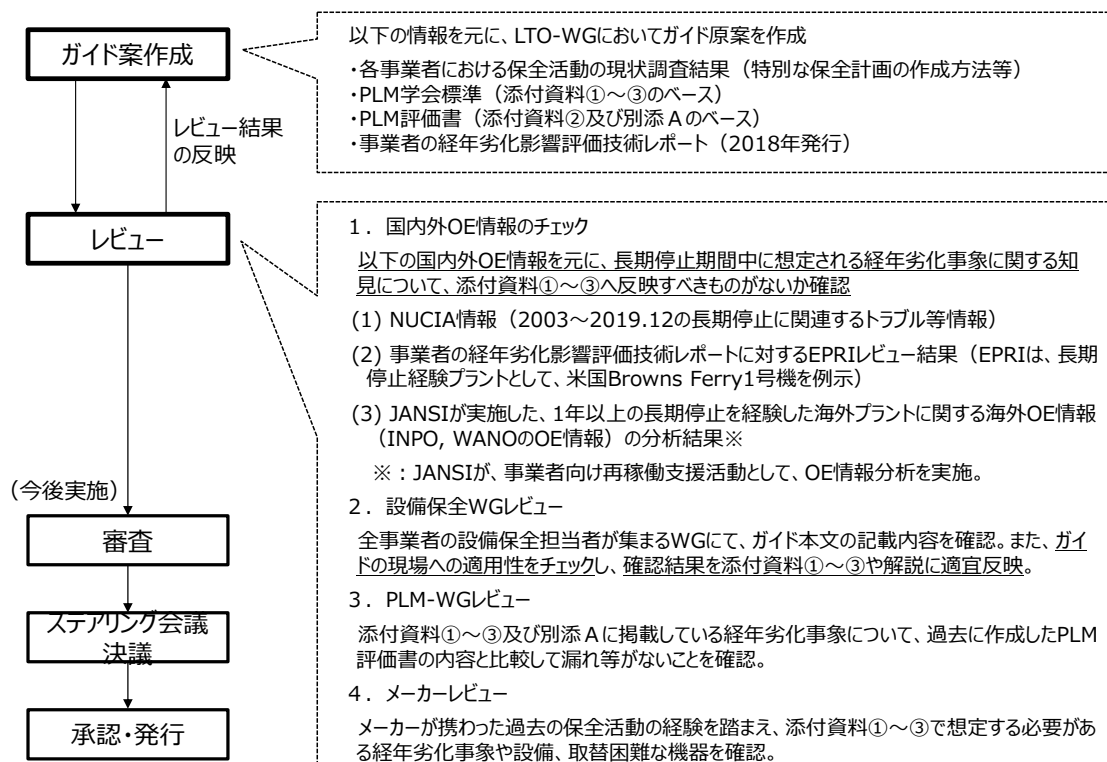 ガイド案作成
レビュー結果
の反映
レビュー
(今後実施)
審査
ステアリング会議
決議
承認・発行
以下の情報を元に、LTO-WGにおいてガイド原案を作成
・各事業者における保全活動の現状調査結果（特別な保全計画の作成方法等）
・PLM学会標準（添付資料①～③のベース）
・PLM評価書（添付資料②及び別添Ａのベース）
・事業者の経年劣化影響評価技術レポート（2018年発行）
１．国内外OE情報のチェック
以下の国内外OE情報を元に、長期停止期間中に想定される経年劣化事象に関する知
見について、添付資料①～③へ反映すべきものがないか確認
(1) NUCIA情報（2003～2019.12の長期停止に関連するトラブル等情報）
(2) 事業者の経年劣化影響評価技術レポートに対するEPRIレビュー結果（EPRIは、長期
停止経験プラントとして、米国Browns Ferry1号機を例示）
(3) JANSIが実施した、1年以上の長期停止を経験した海外プラントに関する海外OE情報
（INPO, WANOのOE情報）の分析結果※
※：JANSIが、事業者向け再稼働支援活動として、OE情報分析を実施。
２．設備保全WGレビュー
全事業者の設備保全担当者が集まるWGにて、ガイド本文の記載内容を確認。また、ガイ
ドの現場への適用性をチェックし、確認結果を添付資料①～③や解説に適宜反映。
３．PLM-WGレビュー
添付資料①～③及び別添Ａに掲載している経年劣化事象について、過去に作成したPLM
評価書の内容と比較して漏れ等がないことを確認。
４．メーカーレビュー
メーカーが携わった過去の保全活動の経験を踏まえ、添付資料①～③で想定する必要があ
る経年劣化事象や設備、取替困難な機器を確認。